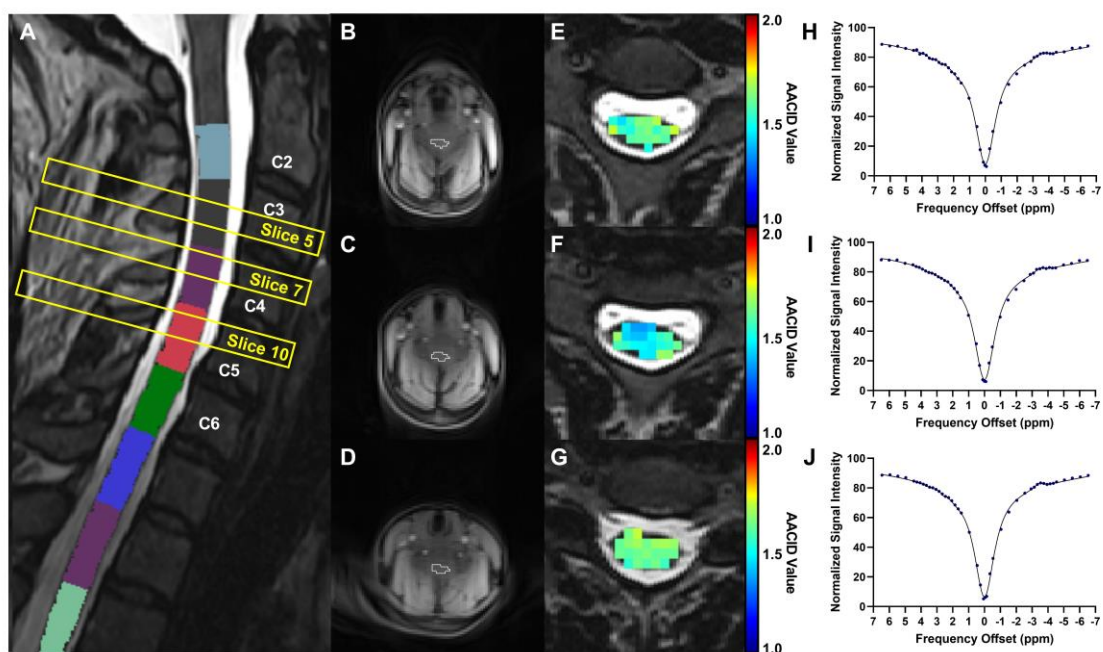 A
C2
C3
Slice 5
Slice 7
C4
Slice 10
C5
C6
B
C
D
E
2.0
1.5
1.0
AACID Value
F
2.0
1.5
1.0
AACID Value
G
2.0
1.5
1.0
AACID Value
H
100
80
60
40
20
0
Normalized Signal Intensity
7 6 5 4 3 2 1 0 -1 -2 -3 -4 -5 -6 -7
Frequency Offset (ppm)
I
100
80
60
40
20
0
Normalized Signal Intensity
7 6 5 4 3 2 1 0 -1 -2 -3 -4 -5 -6 -7
Frequency Offset (ppm)
J
100
80
60
40
20
0
Normalized Signal Intensity
7 6 5 4 3 2 1 0 -1 -2 -3 -4 -5 -6 -7
Frequency Offset (ppm)